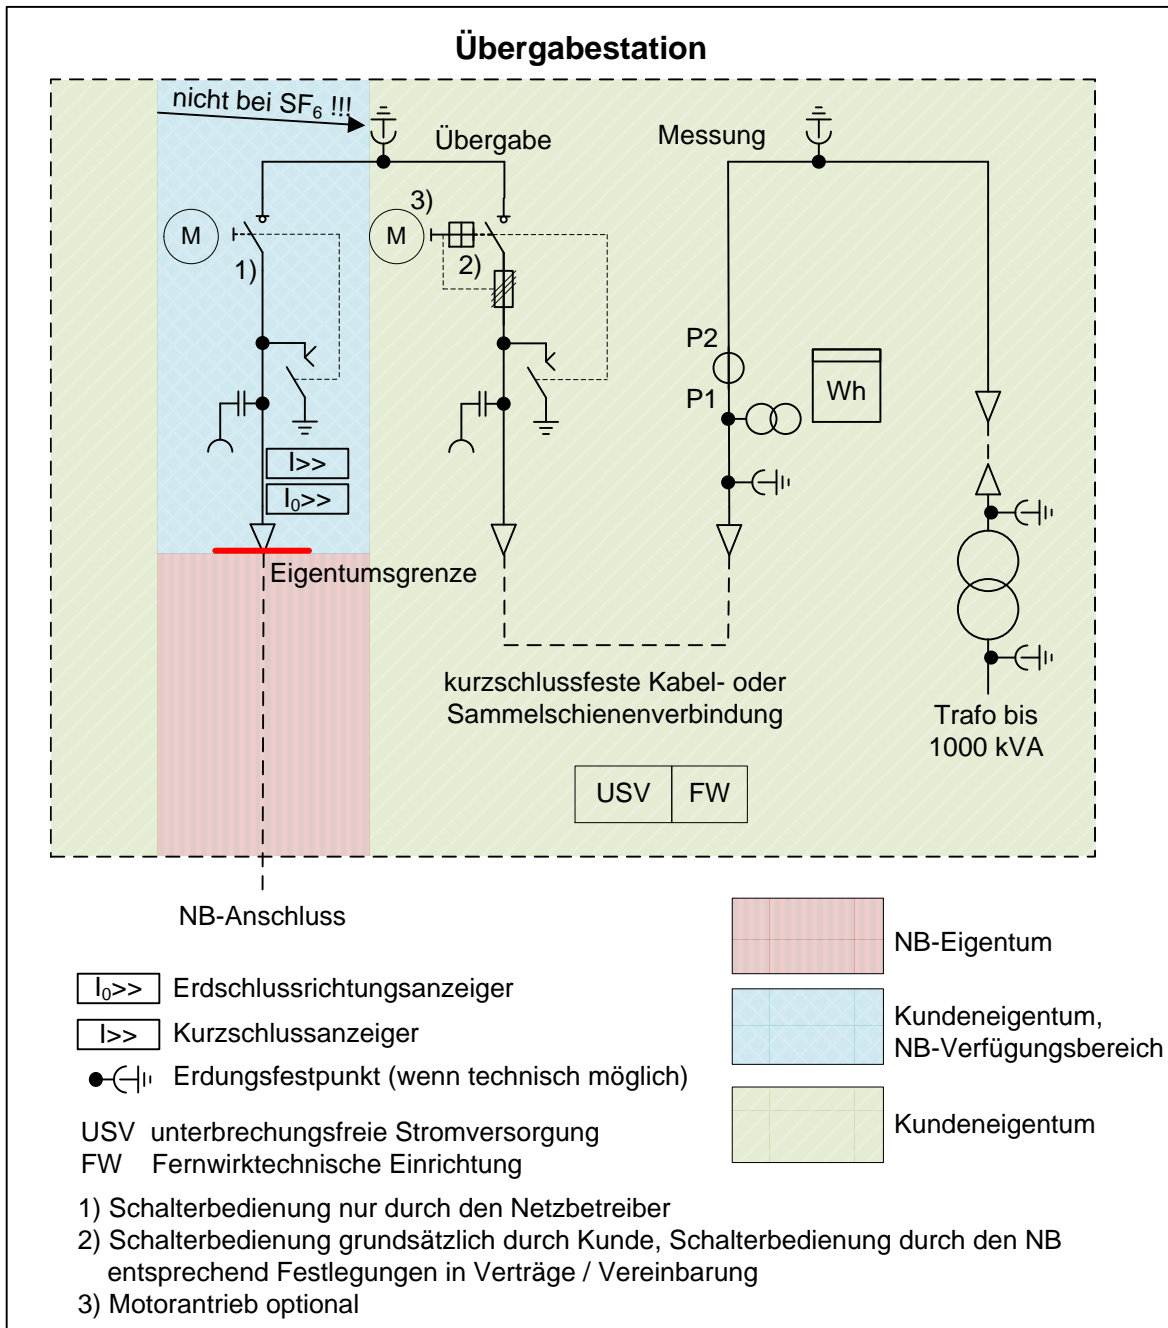 Übergabestation
nicht bei SF₆ !!!
Übergabe
Messung
3)
M
M
1)
2)
P2
P1
Wh
I>>
I₀>>
Eigentumsgrenze
kurzschlussfeste Kabel- oder
Sammelschienenverbindung
Trafo bis
1000 kVA
USV
FW
NB-Anschluss
NB-Eigentum
I₀>> Erdschlussrichtungsanzeiger
I>> Kurzschlussanzeiger
Kundeneigentum,
NB-Verfügungsbereich
Erdungsfestpunkt (wenn technisch möglich)
Kundeneigentum
USV unterbrechungsfreie Stromversorgung
FW Fernwirktechnische Einrichtung
1) Schalterbedienung nur durch den Netzbetreiber
2) Schalterbedienung grundsätzlich durch Kunde, Schalterbedienung durch den NB
entsprechend Festlegungen in Verträge / Vereinbarung
3) Motorantrieb optional